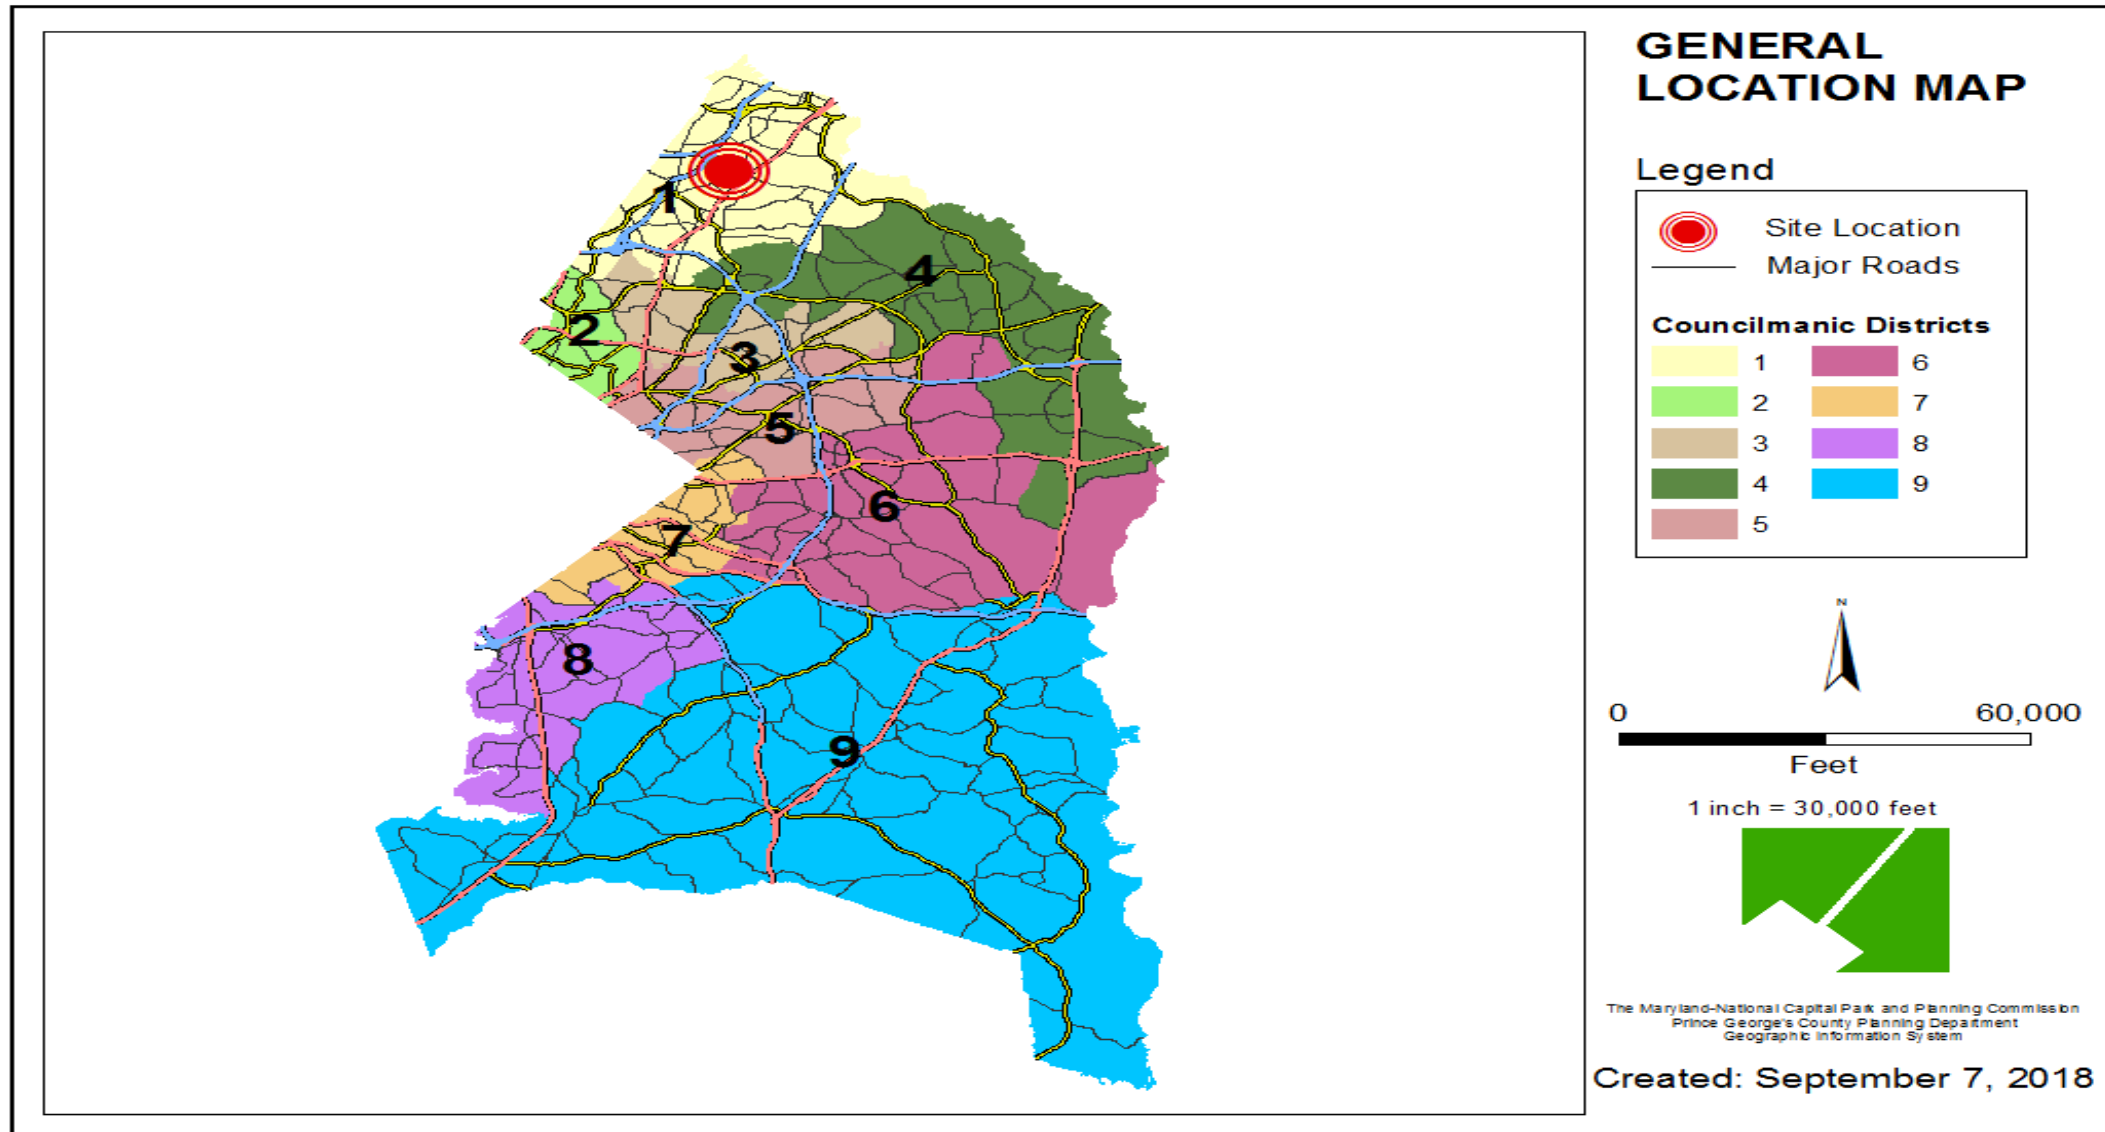 GENERAL
LOCATION MAP
Legend
Site Location
Major Roads
Councilmanic Districts
1 6
2 7
3 8
4 9
5
N
0 60,000
Feet
1 inch = 30,000 feet
The Maryland-National Capital Park and Planning Commission
Prince George's County Planning Department
Geographic Information System
Created: September 7, 2018
1
4
2
3
5
6
7
8
9